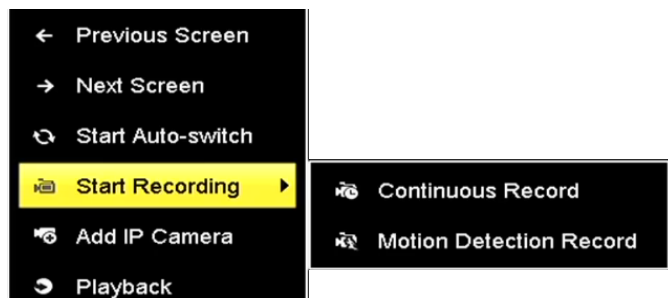 Previous Screen
Next Screen
Start Auto-switch
Start Recording
Continuous Record
Add IP Camera
Motion Detection Record
Playback